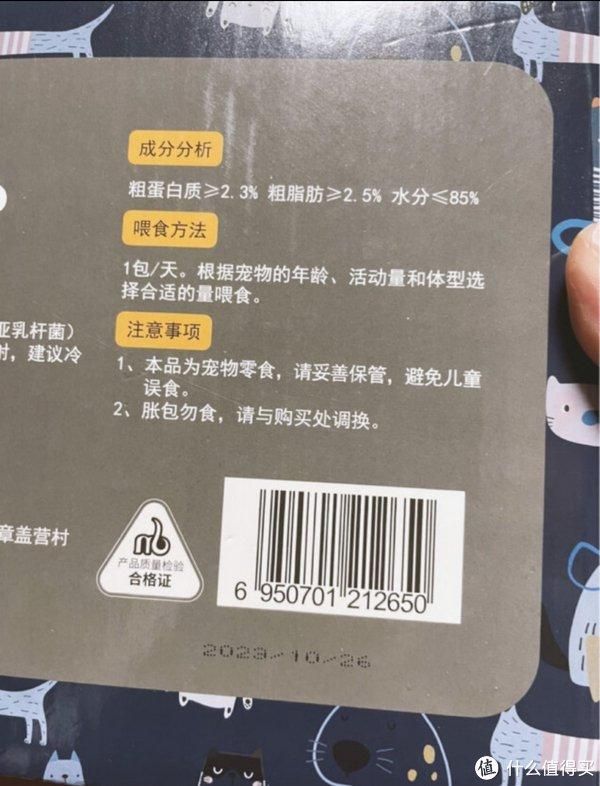 成分分析
粗蛋白质≥2.3% 粗脂肪≥2.5% 水分≤85%
喂食方法
1包/天。根据宠物的年龄、活动量和体型选
择合适的量喂食。
亚乳杆菌)
射，建议冷
注意事项
1、本品为宠物零食，请妥善保管，避免儿童
误食。
2、胀包勿食，请与购买处调换。
章盖营村
产品质量检验
合格证
6 950701 212650
2023/10/26
值 什么值得买